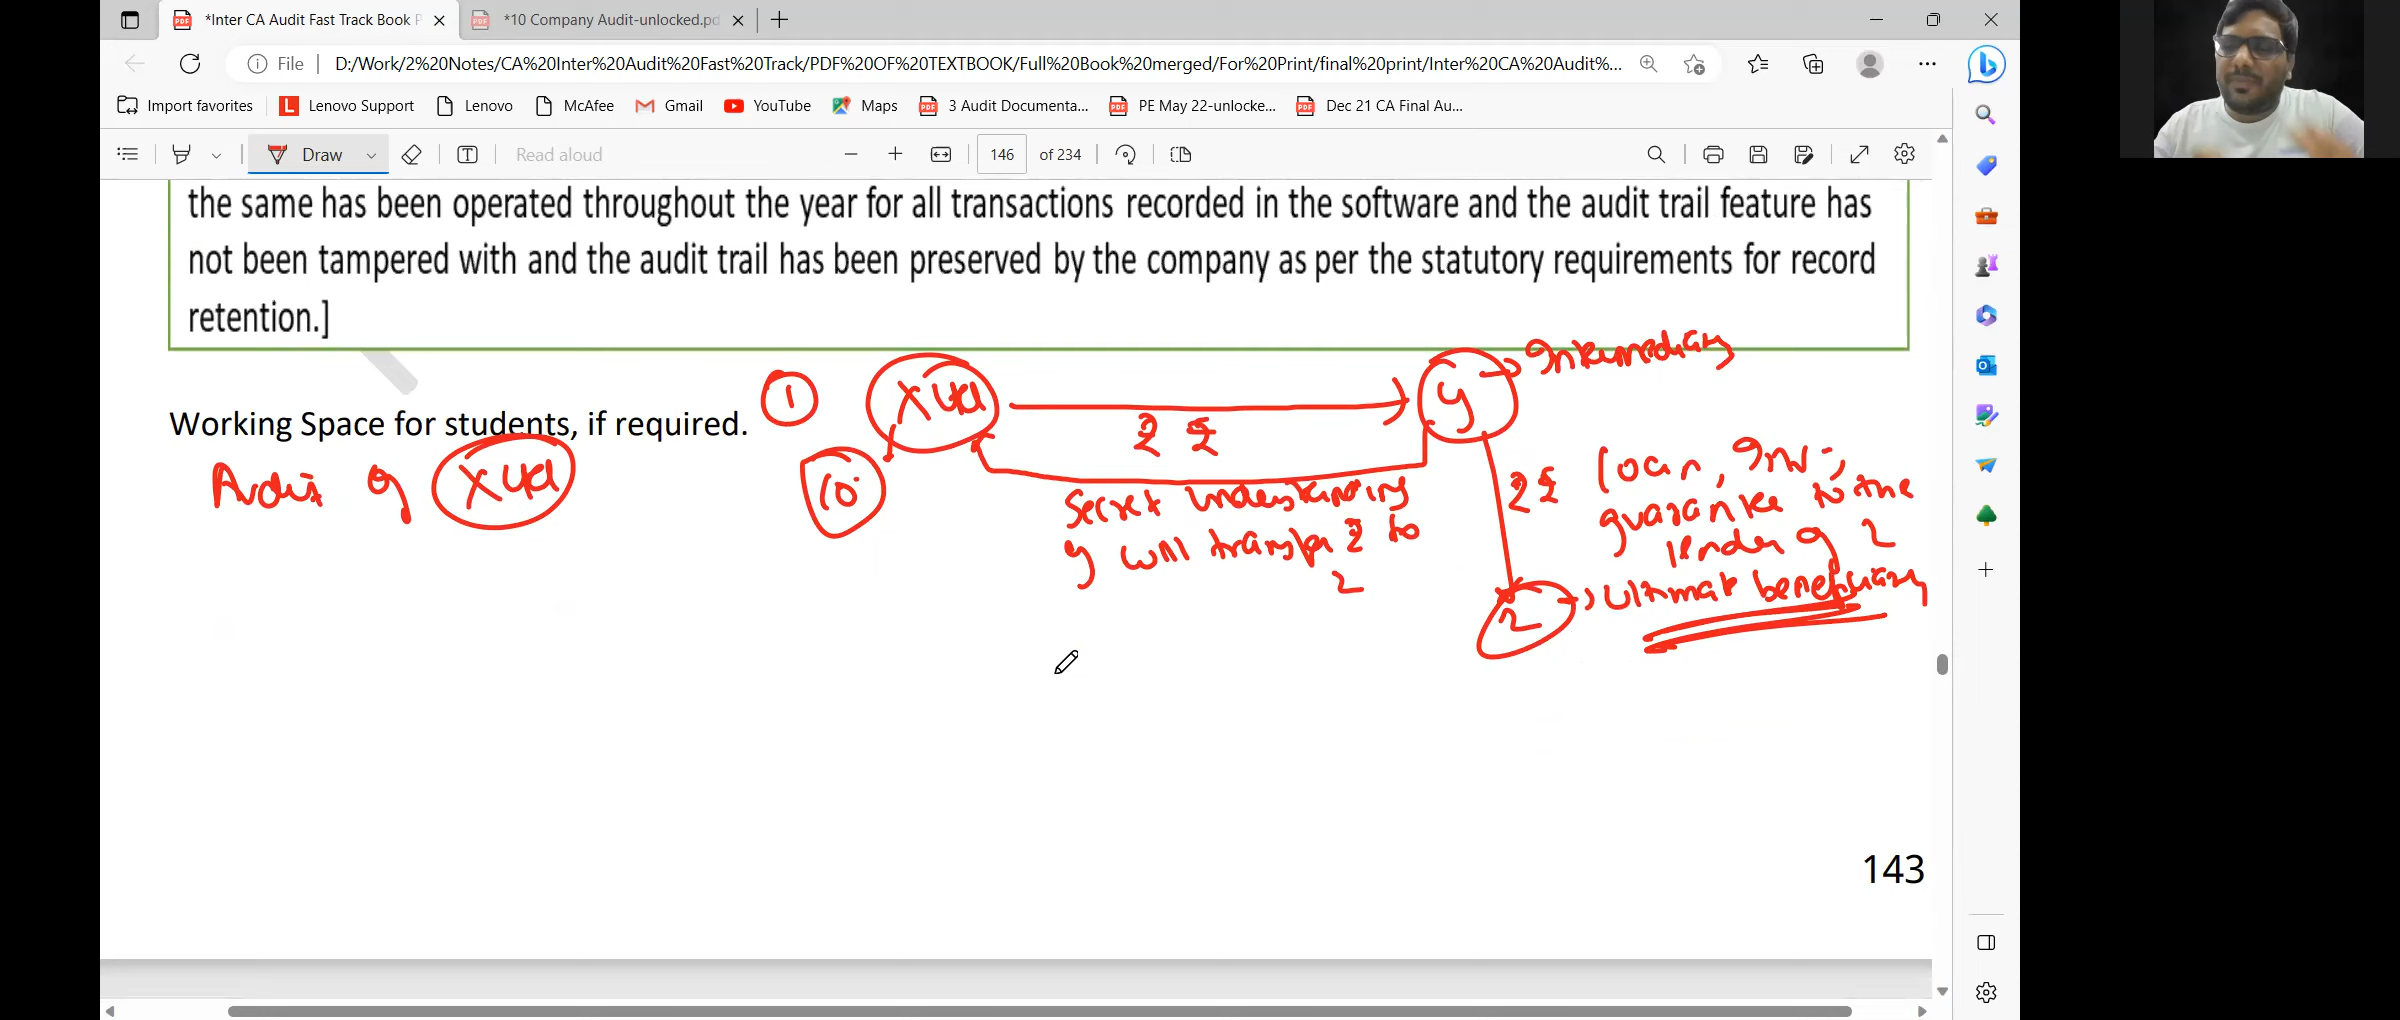 *Inter CA Audit Fast Track Book P
*10 Company Audit-unlocked.pd
File
D:/Work/2%20Notes/CA%20Inter%20Audit%20Fast%20Track/PDF%20OF%20TEXTBOOK/Full%20Book%20merged/For%20Print/final%20print/Inter%20CA%20Audit%...
Import favorites
Lenovo Support
Lenovo
McAfee
Gmail
YouTube
Maps
3 Audit Documenta...
PE May 22-unlocke...
Dec 21 CA Final Au...
Draw
Read aloud
146 of 234
the same has been operated throughout the year for all transactions recorded in the software and the audit trail feature has
not been tampered with and the audit trail has been preserved by the company as per the statutory requirements for record
retention.]
Working Space for students, if required.
Audit of X Ltd
1
X Ltd
10
₹ ₹
y
Intermediary
Secret Understanding
y will transfer ₹ to
2
2₹
Loan, Inv.,
guarantee to the
lender of 2
2
Ultimate beneficiary
143